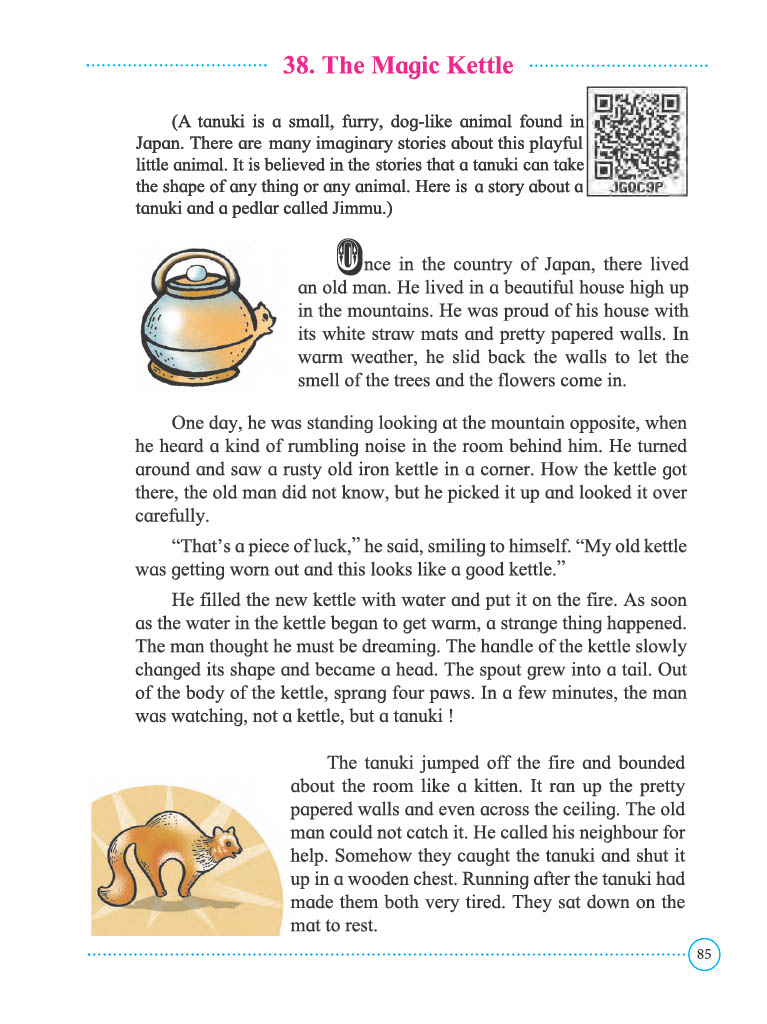 38. The Magic Kettle
(A tanuki is a small, furry, dog-like animal found in
Japan. There are many imaginary stories about this playful
little animal. It is believed in the stories that a tanuki can take
the shape of any thing or any animal. Here is a story about a
tanuki and a pedlar called Jimmu.)
JGQC9P
Once in the country of Japan, there lived
an old man. He lived in a beautiful house high up
in the mountains. He was proud of his house with
its white straw mats and pretty papered walls. In
warm weather, he slid back the walls to let the
smell of the trees and the flowers come in.
One day, he was standing looking at the mountain opposite, when
he heard a kind of rumbling noise in the room behind him. He turned
around and saw a rusty old iron kettle in a corner. How the kettle got
there, the old man did not know, but he picked it up and looked it over
carefully.
“That’s a piece of luck,” he said, smiling to himself. “My old kettle
was getting worn out and this looks like a good kettle.”
He filled the new kettle with water and put it on the fire. As soon
as the water in the kettle began to get warm, a strange thing happened.
The man thought he must be dreaming. The handle of the kettle slowly
changed its shape and became a head. The spout grew into a tail. Out
of the body of the kettle, sprang four paws. In a few minutes, the man
was watching, not a kettle, but a tanuki !
The tanuki jumped off the fire and bounded
about the room like a kitten. It ran up the pretty
papered walls and even across the ceiling. The old
man could not catch it. He called his neighbour for
help. Somehow they caught the tanuki and shut it
up in a wooden chest. Running after the tanuki had
made them both very tired. They sat down on the
mat to rest.
85